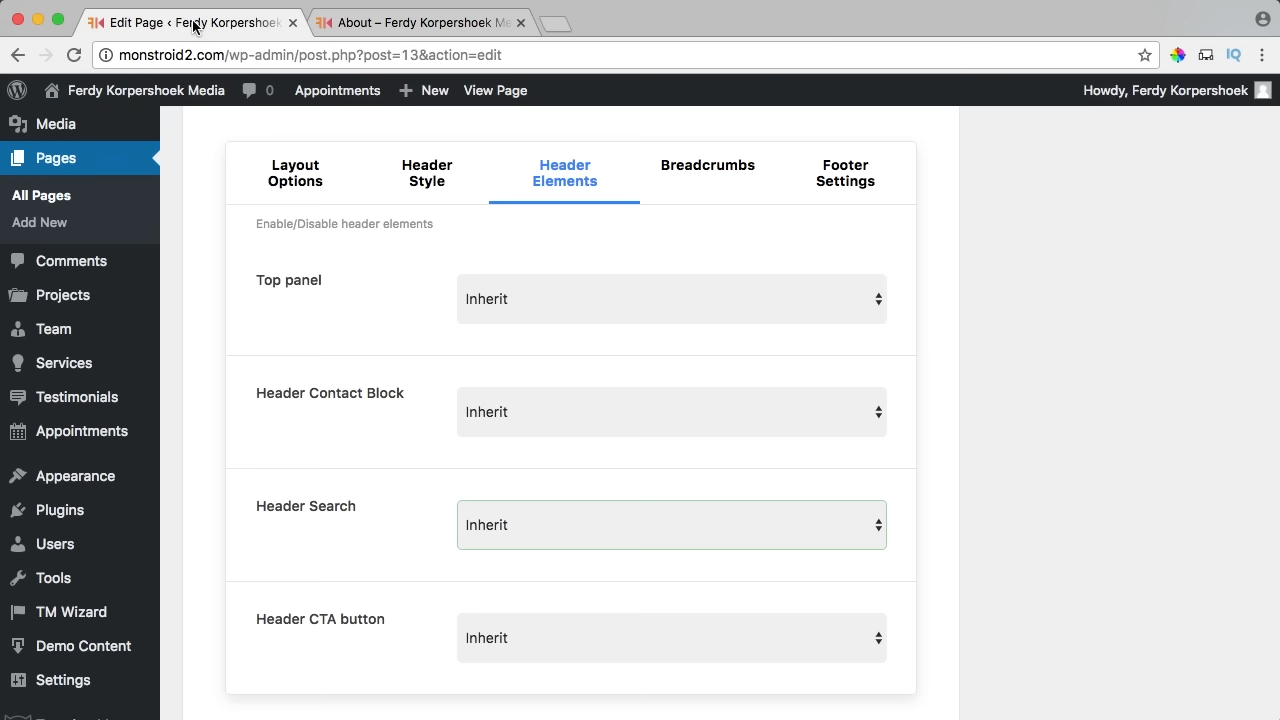 Edit Page ‹ Ferdy Korpershoek
About – Ferdy Korpershoek Me
monstroid2.com/wp-admin/post.php?post=13&action=edit
Ferdy Korpershoek Media
0
Appointments
New
View Page
Howdy, Ferdy Korpershoek
Media
Pages
All Pages
Add New
Comments
Projects
Team
Services
Testimonials
Appointments
Appearance
Plugins
Users
Tools
TM Wizard
Demo Content
Settings
Layout
Options
Header
Style
Header
Elements
Breadcrumbs
Footer
Settings
Enable/Disable header elements
Top panel
Inherit
Header Contact Block
Inherit
Header Search
Inherit
Header CTA button
Inherit